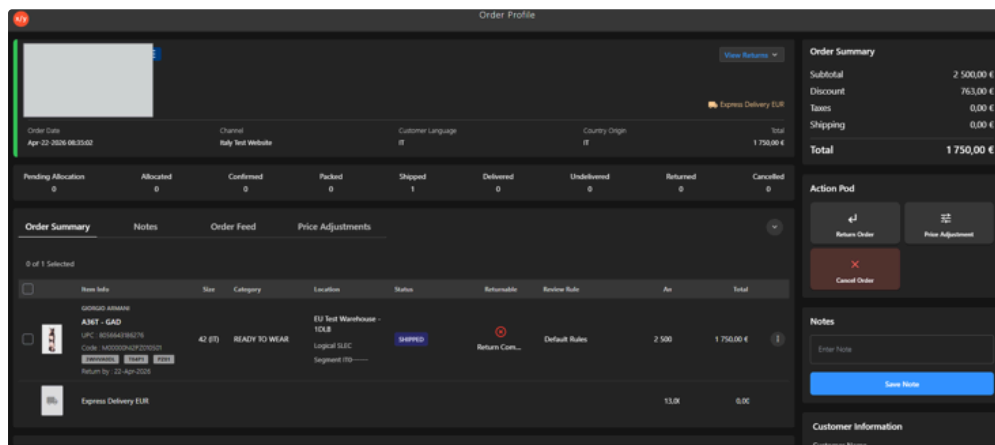 x/y
Order Profile
View Returns
Express Delivery EUR
Order Date
Channel
Customer Language
Country Origin
Total
Apr-22-2026 08:35:02
Italy Test Website
IT
IT
1 750,00 €
Pending Allocation
Allocated
Confirmed
Packed
Shipped
Delivered
Undelivered
Returned
Cancelled
0
0
0
0
1
0
0
0
0
Order Summary
Notes
Order Feed
Price Adjustments
0 of 1 Selected
Item Info
Size
Category
Location
Status
Returnable
Review Rule
Total
GIORGIO ARMANI
A36T - GAD
42 (IT)
READY TO WEAR
EU Test Warehouse -
1DLB
Logical SLEC
SHIPPED
Return Com...
Default Rules
2 500
1 750,00 €
Return by : 22-Apr-2026
Express Delivery EUR
13,0
0,00
Order Summary
Subtotal
2 500,00 €
Discount
763,00 €
Taxes
0,00 €
Shipping
0,00 €
Total
1 750,00 €
Action Pod
Return Order
Price Adjustment
Cancel Order
Notes
Enter Note
Save Note
Customer Information
Customer Name